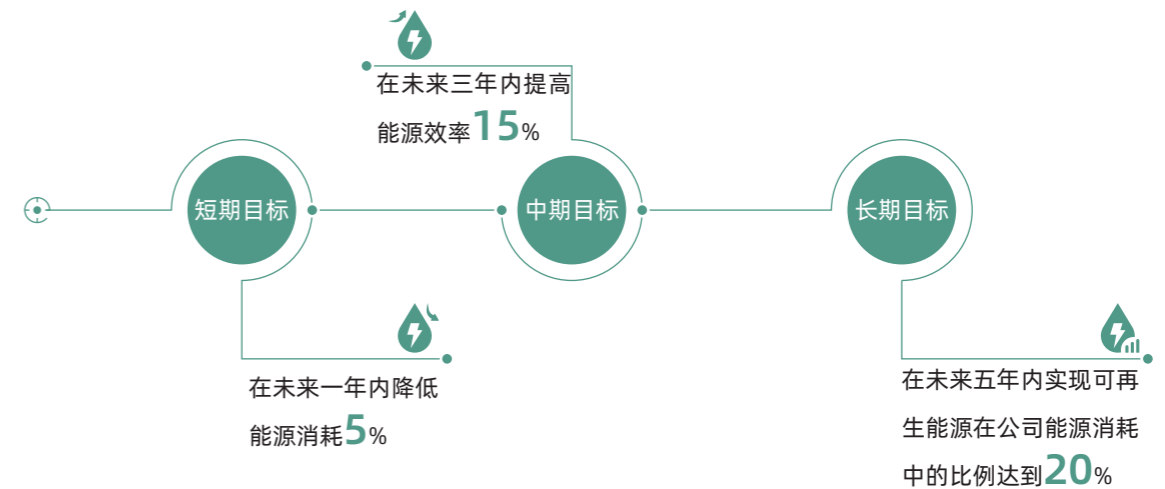 在未来三年内提高
能源效率15%
短期目标
中期目标
长期目标
在未来一年内降低
能源消耗5%
在未来五年内实现可再
生能源在公司能源消耗
中的比例达到20%